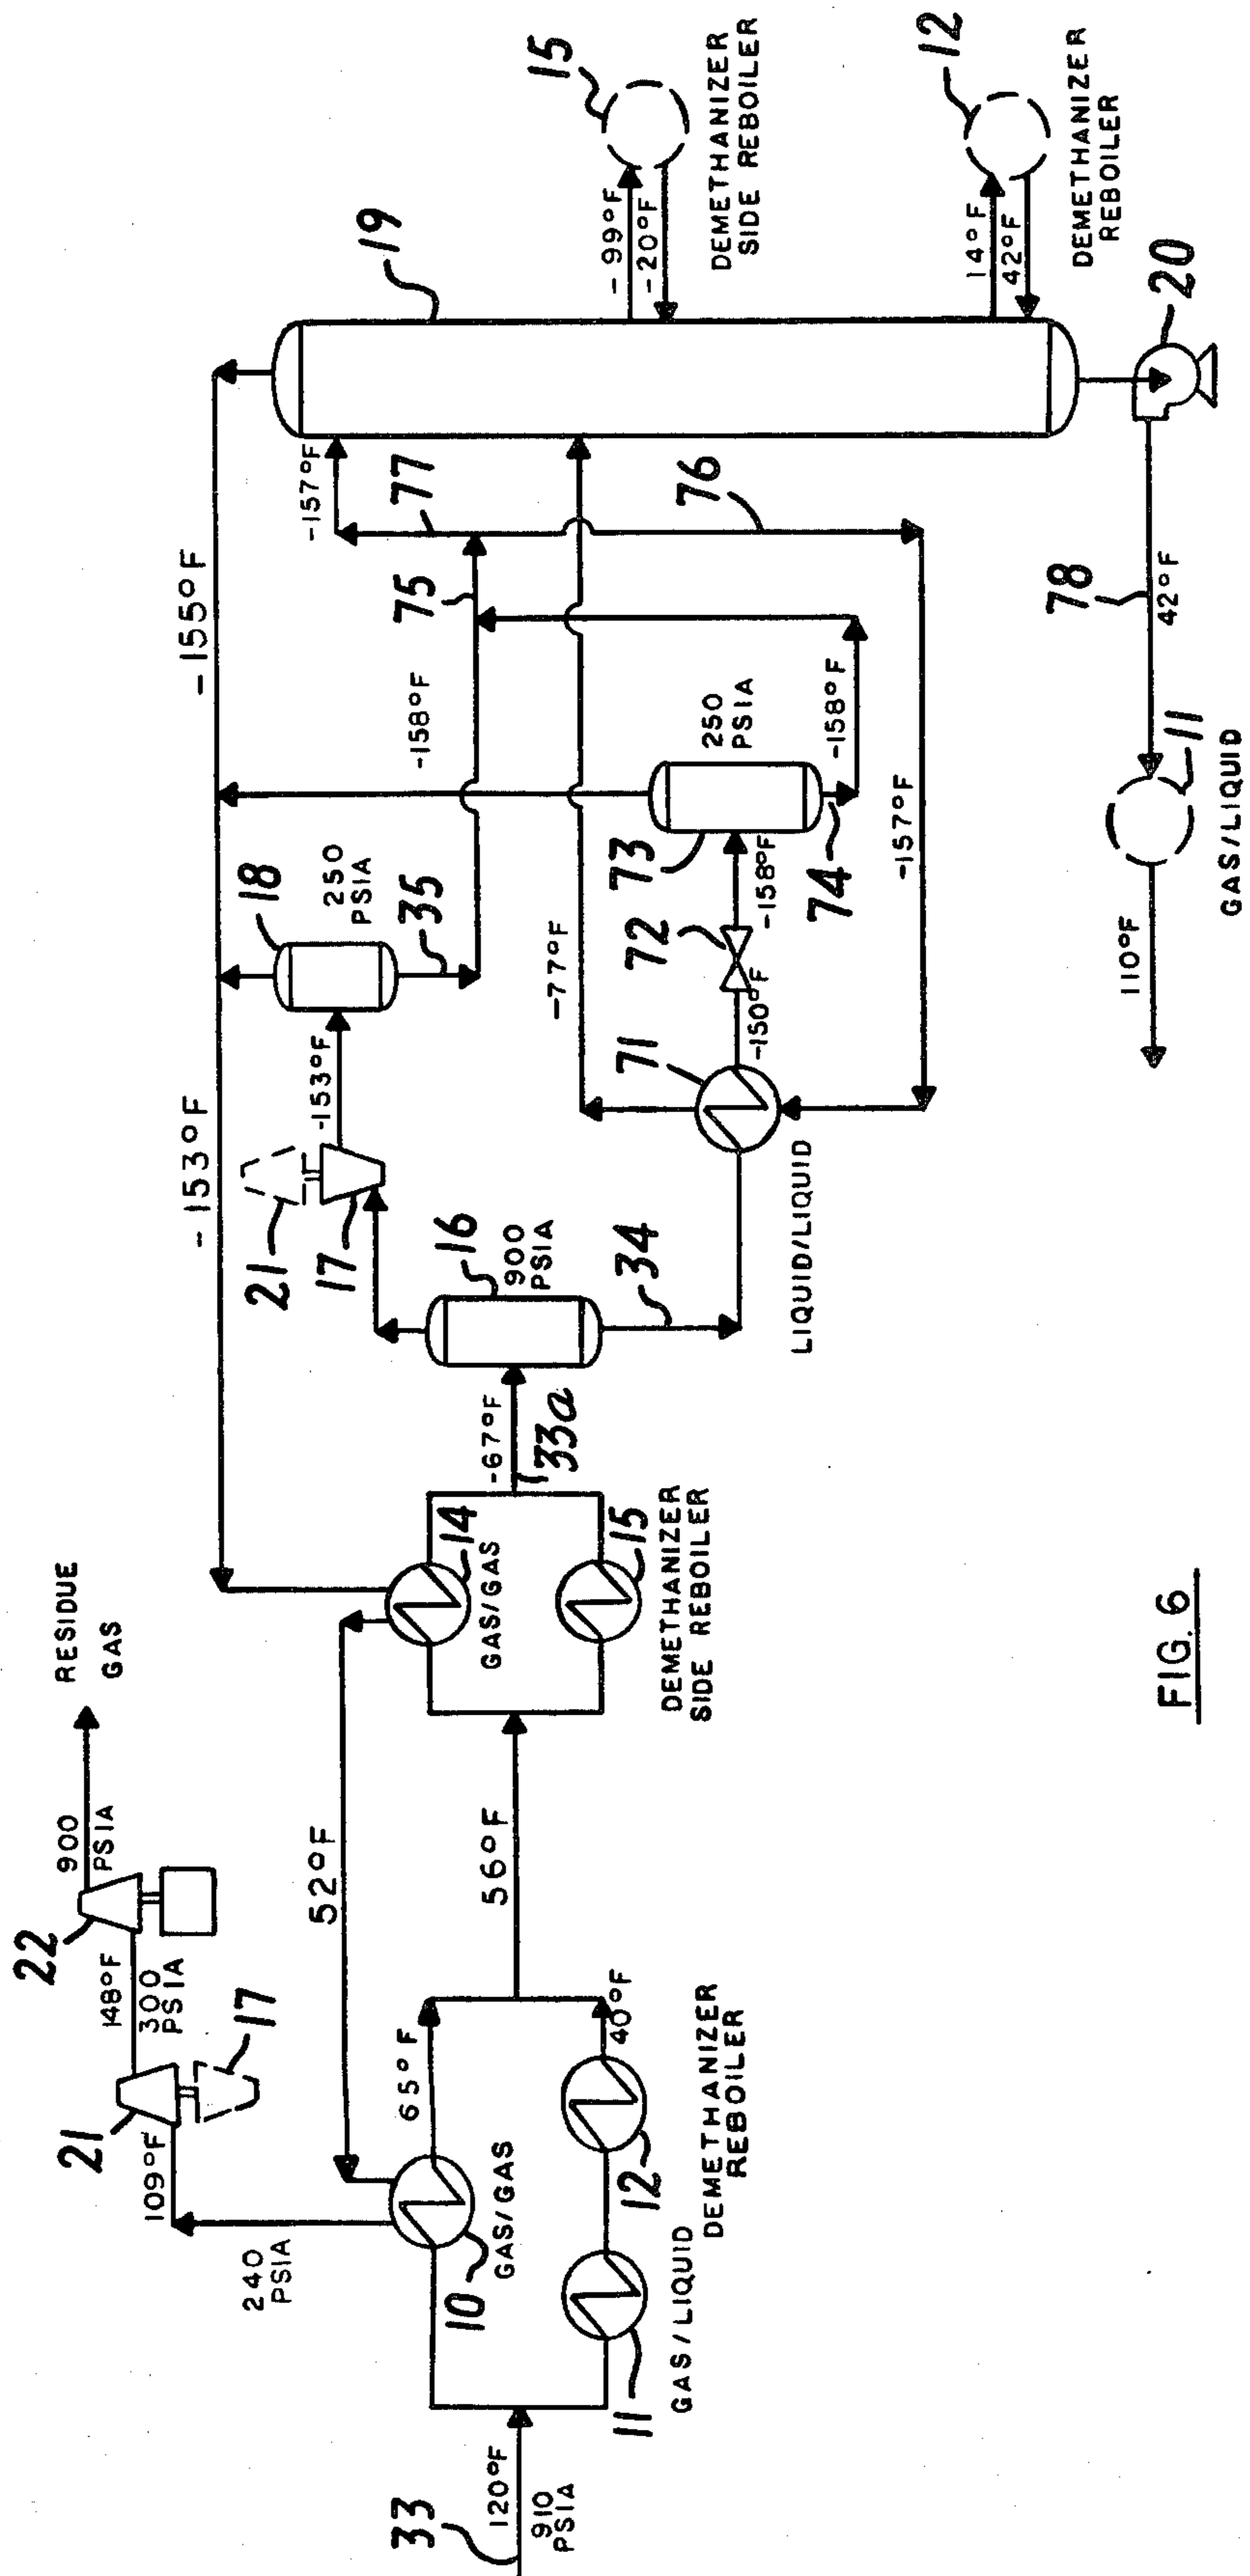 33
120°F
910
PSIA
10
GAS/GAS
11
GAS/LIQUID
12
DEMETHANIZER
REBOILER
65°F
40°F
240
PSIA
109°F
21
17
148°F
300
PSIA
22
900
PSIA
RESIDUE
GAS
52°F
56°F
14
GAS/GAS
15
DEMETHANIZER
SIDE REBOILER
-67°F
33a
16
900
PSIA
34
21
17
-153°F
-153°F
18
250
PSIA
35
LIQUID/LIQUID
71
-150°F
72
-158°F
73
250
PSIA
74
-158°F
-77°F
-157°F
-158°F
75
-155°F
77
-157°F
76
19
-99°F
-20°F
15
DEMETHANIZER
SIDE REBOILER
14°F
42°F
12
DEMETHANIZER
REBOILER
20
78
42°F
11
GAS/LIQUID
110°F
FIG. 6